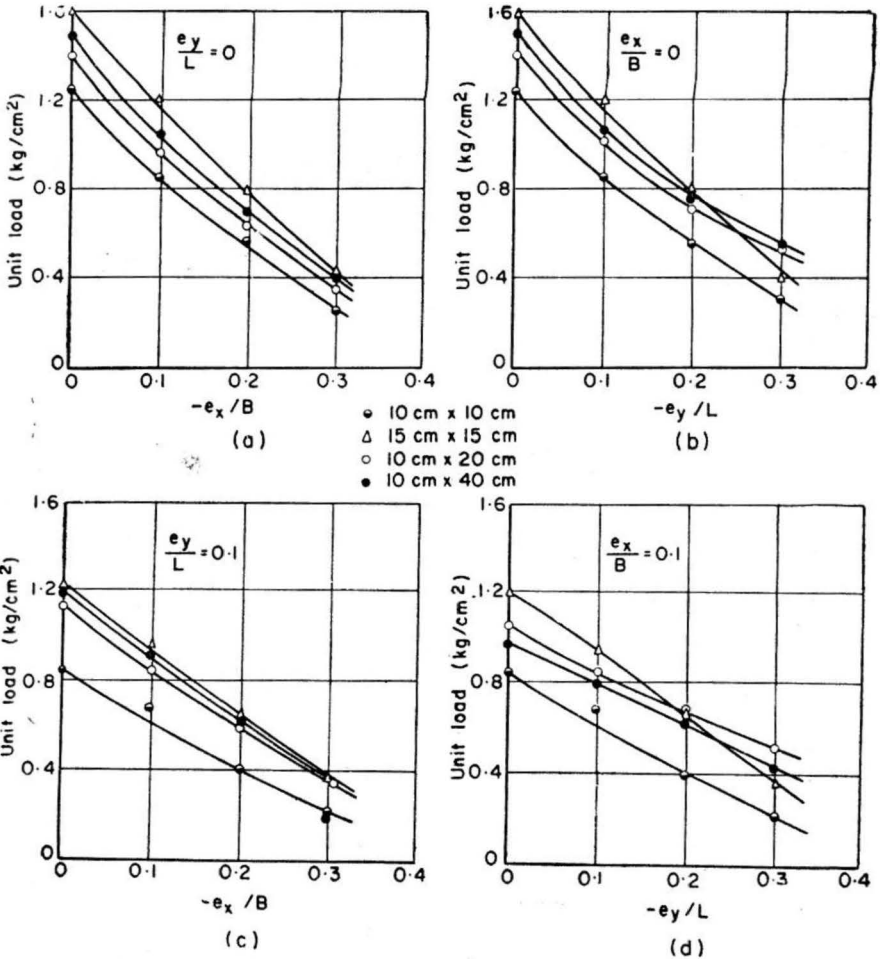 1·6
1·2
0·8
0·4
0
Unit load (kg/cm²)
e_y/L = 0
0 0.1 0.2 0.3 0.4
-e_x/B
(a)
1·6
1·2
0·8
0·4
0
Unit load (kg/cm²)
e_x/B = 0
0 0.1 0.2 0.3 0.4
-e_y/L
(b)
10 cm x 10 cm
15 cm x 15 cm
10 cm x 20 cm
10 cm x 40 cm
1·6
1·2
0·8
0·4
0
Unit load (kg/cm²)
e_y/L = 0·1
0 0·1 0·2 0·3 0·4
-e_x/B
(c)
1·6
1·2
0·8
0·4
0
Unit load (kg/cm²)
e_x/B = 0·1
0 0·1 0·2 0·3 0·4
-e_y/L
(d)